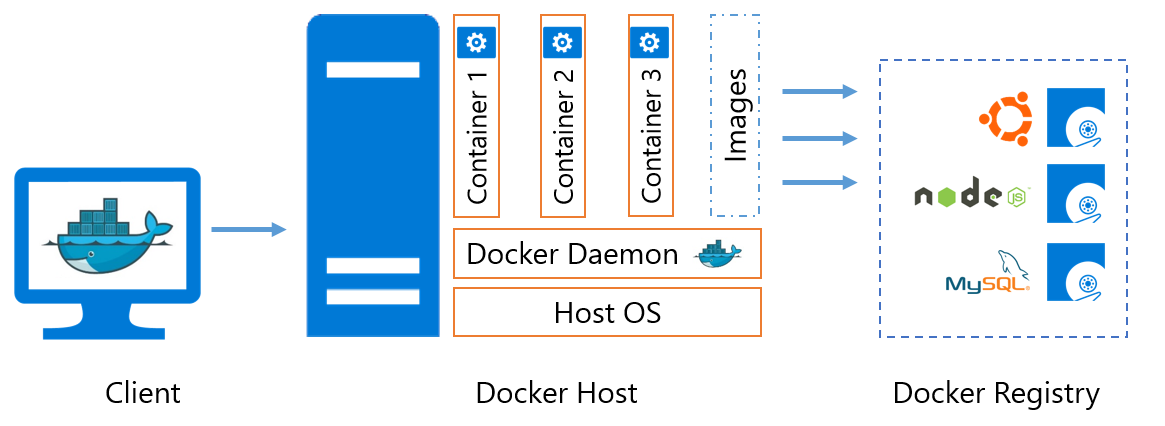 Container 1
Container 2
Container 3
Images
Docker Daemon
Host OS
node
JS
MySQL
Client
Docker Host
Docker Registry